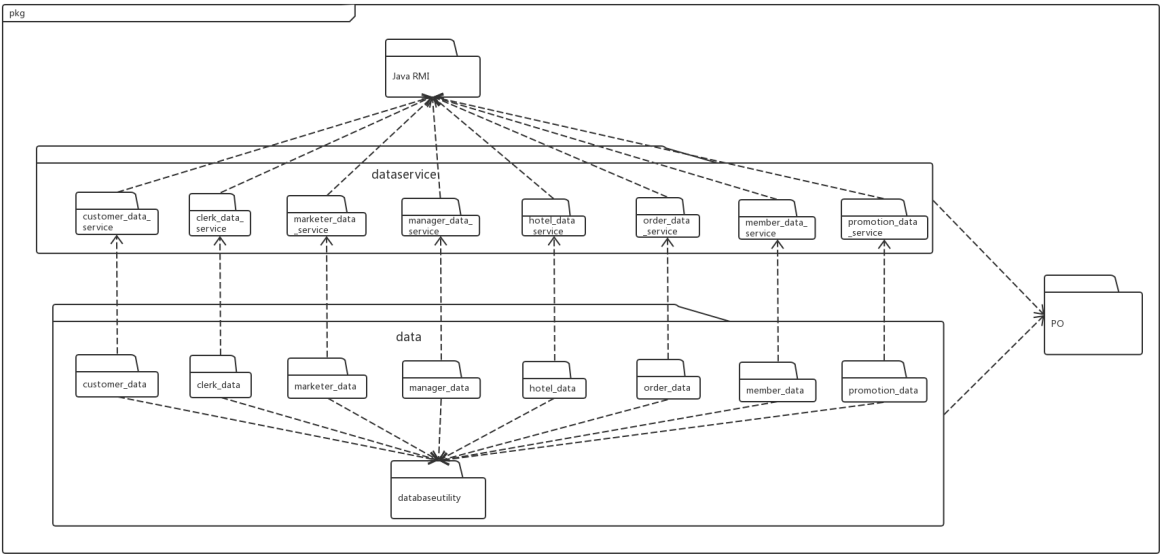 pkg
Java RMI
dataservice
customer_data_
service
clerk_data_
service
marketer_data
_service
manager_data_
service
hotel_data
_service
order_data
_service
member_data_
service
promotion_data
_service
PO
data
customer_data
clerk_data
marketer_data
manager_data
hotel_data
order_data
member_data
promotion_data
databaseutility